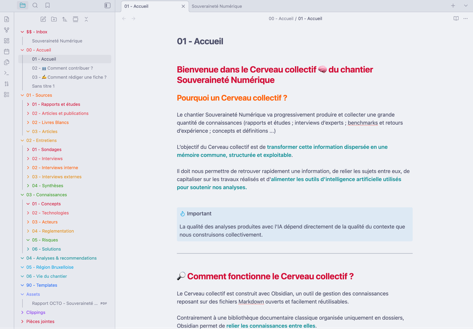 01 - Accueil
Souveraineté Numérique
00 - Accueil / 01 - Accueil
$$ - Inbox
Souveraineté Numérique
00 - Accueil
01 - Accueil
02 - Comment contribuer ?
03 - Comment rédiger une fiche ?
Sans titre 1
01 - Sources
01 - Rapports et études
02 - Articles et publications
02 - Livres Blancs
03 - Articles
02 - Entretiens
01 - Sondages
02 - Interviews
02 - Interviews interne
03 - Interviews externes
04 - Synthèses
03 - Connaissances
01 - Concepts
02 - Technologies
03 - Acteurs
04 - Réglementation
05 - Risques
06 - Solutions
04 - Analyses & recommendations
05 - Région Bruxelloise
08 - Vie du chantier
90 - Templates
Assets
Rapport OCTO - Souveraineté ...
PDF
Clippings
Pièces jointes
01 - Accueil
Bienvenue dans le Cerveau collectif 🧠 du chantier
Souveraineté Numérique
Pourquoi un Cerveau collectif ?
Le chantier Souveraineté Numérique va progressivement produire et collecter une grande
quantité de connaissances (rapports et études ; interviews d'experts ; benchmarks et retours
d'expérience ; concepts et définitions ...)
L'objectif du Cerveau collectif est de transformer cette information dispersée en une
mémoire commune, structurée et exploitable.
Il doit nous permettre de retrouver rapidement une information, de relier les sujets entre eux, de
capitaliser sur les travaux réalisés et d'alimenter les outils d'intelligence artificielle utilisés
pour soutenir nos analyses.
Important
La qualité des analyses produites avec l'IA dépend directement de la qualité du contexte que
nous construisons collectivement.
🔎 Comment fonctionne le Cerveau collectif ?
Le Cerveau collectif est construit avec Obsidian, un outil de gestion des connaissances
reposant sur des fichiers Markdown ouverts et facilement réutilisables.
Contrairement à une bibliothèque documentaire classique organisée uniquement en dossiers,
Obsidian permet de relier les connaissances entre elles.